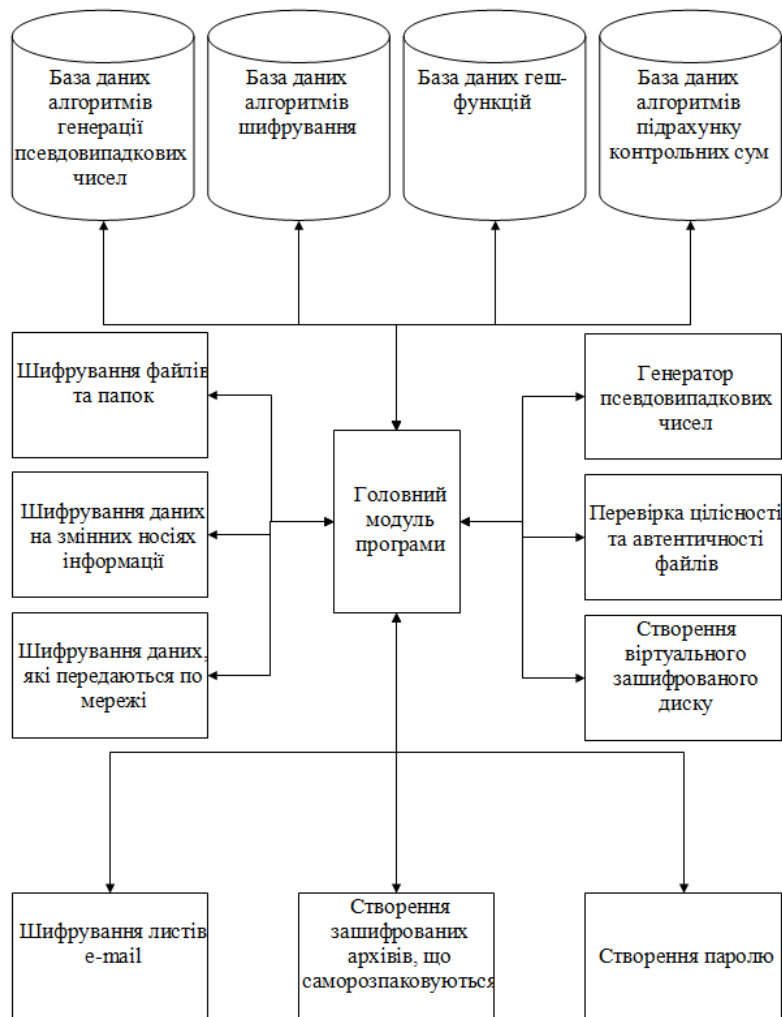 База даних
алгоритмів
генерації
псевдовипадкових
чисел
База даних
алгоритмів
шифрування
База даних геш-
функцій
База даних
алгоритмів
підрахунку
контрольних сум
Шифрування файлів
та папок
Шифрування даних
на змінних носіях
інформації
Шифрування даних,
які передаються по
мережі
Головний
модуль
програми
Генератор
псевдовипадкових
чисел
Перевірка цілісності
та автентичності
файлів
Створення
віртуального
зашифрованого
диску
Шифрування листів
e-mail
Створення
зашифрованих
архівів, що
саморозпаковуються
Створення паролю